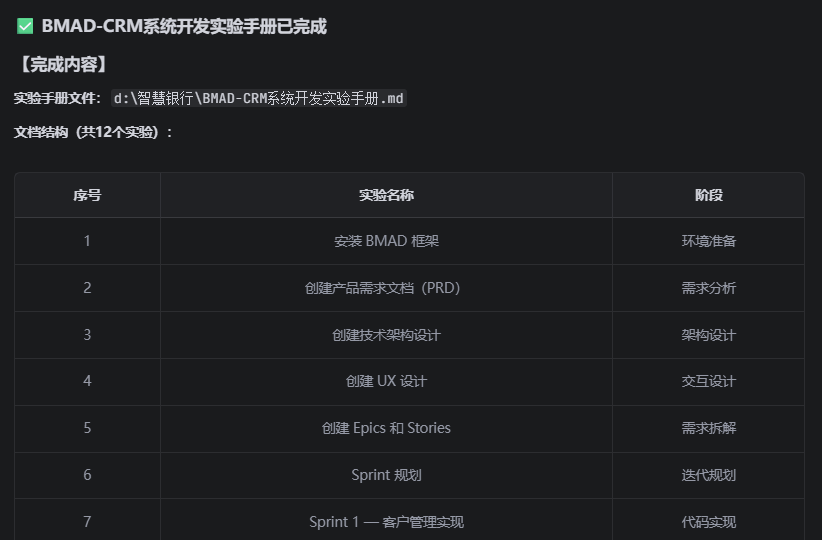 ✅ BMAD-CRM系统开发实验手册已完成
【完成内容】
实验手册文件： d:\智慧银行\BMAD-CRM系统开发实验手册.md
文档结构（共12个实验）：
序号 实验名称 阶段
1 安装 BMAD 框架 环境准备
2 创建产品需求文档（PRD） 需求分析
3 创建技术架构设计 架构设计
4 创建 UX 设计 交互设计
5 创建 Epics 和 Stories 需求拆解
6 Sprint 规划 迭代规划
7 Sprint 1 — 客户管理实现 代码实现